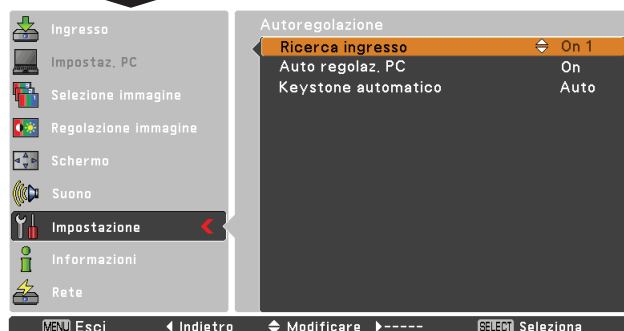 Ingresso
Impostaz. PC
Selezione immagine
Regolazione immagine
Schermo
Suono
Impostazione
Informazioni
Rete
Autoregolazione
Ricerca ingresso On 1
Auto regolaz. PC On
Keystone automatico Auto
MENU Esci Indietro Modificare ----- SELECT Seleziona